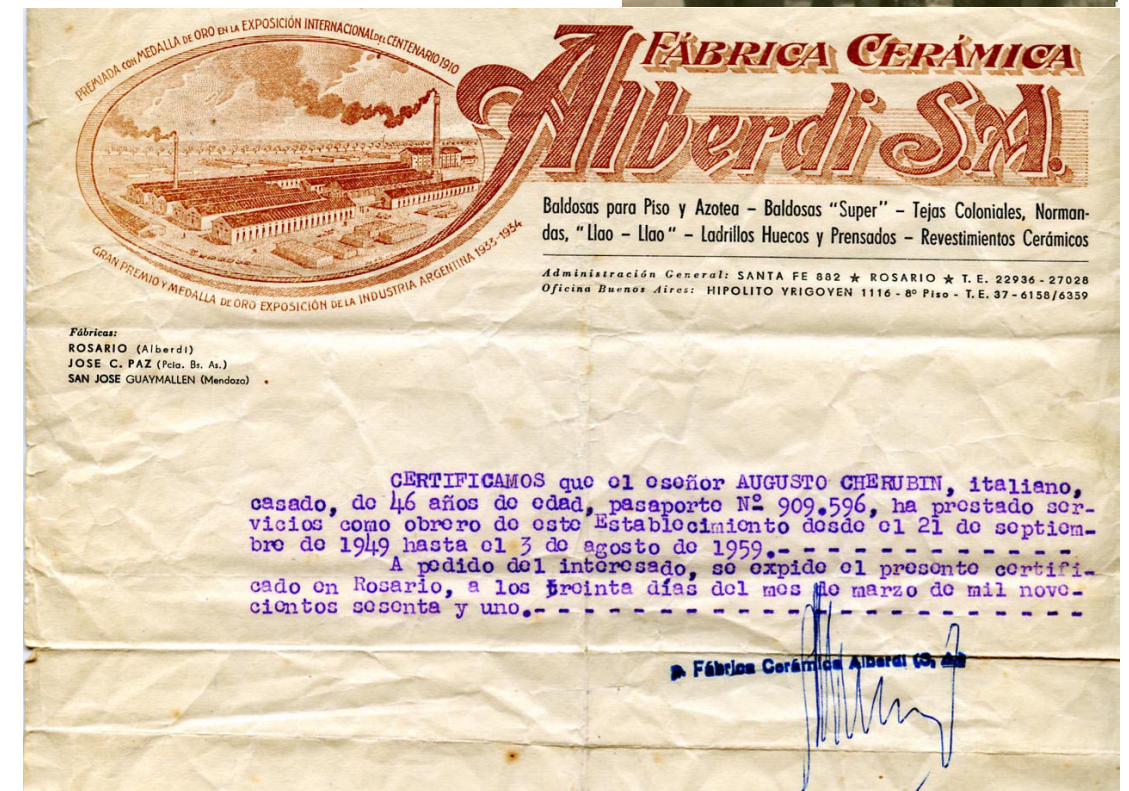 PREMIADA CON MEDALLA DE ORO EN LA EXPOSICIÓN INTERNACIONAL DEL CENTENARIO 1910
GRAN PREMIO Y MEDALLA DE ORO EXPOSICIÓN DE LA INDUSTRIA ARGENTINA 1933-1934
FÁBRICA CERÁMICA
Alberdi S.A.
Baldosas para Piso y Azotea – Baldosas "Super" – Tejas Coloniales, Norman-
das, "Llao – Llao" – Ladrillos Huecos y Prensados – Revestimientos Cerámicos
Administración General: SANTA FE 882 ★ ROSARIO ★ T. E. 22936 - 27028
Oficina Buenos Aires: HIPOLITO YRIGOYEN 1116 - 8º Piso - T. E. 37 - 6158/6359
Fábricas:
ROSARIO (Alberdi)
JOSE C. PAZ (Pcia. Bs. As.)
SAN JOSE GUAYMALLEN (Mendoza)
CERTIFICAMOS que el eseñor AUGUSTO CHERUBIN, italiano,
casado, de 46 años de edad, pasaporte Nº 909.596, ha prestado ser-
vicios como obrero de este Establecimiento desde el 21 de septiem-
bre de 1949 hasta el 3 de agosto de 1959.- - - - - - - - - - - - -
A pedido del interesado, se expide el presente certifi-
cado en Rosario, a los treinta días del mes de marzo de mil nove-
cientos sesenta y uno.- - - - - - - - - - - - - - - - - - - - - -
p. Fábrica Cerámica Alberdi (S. A.)